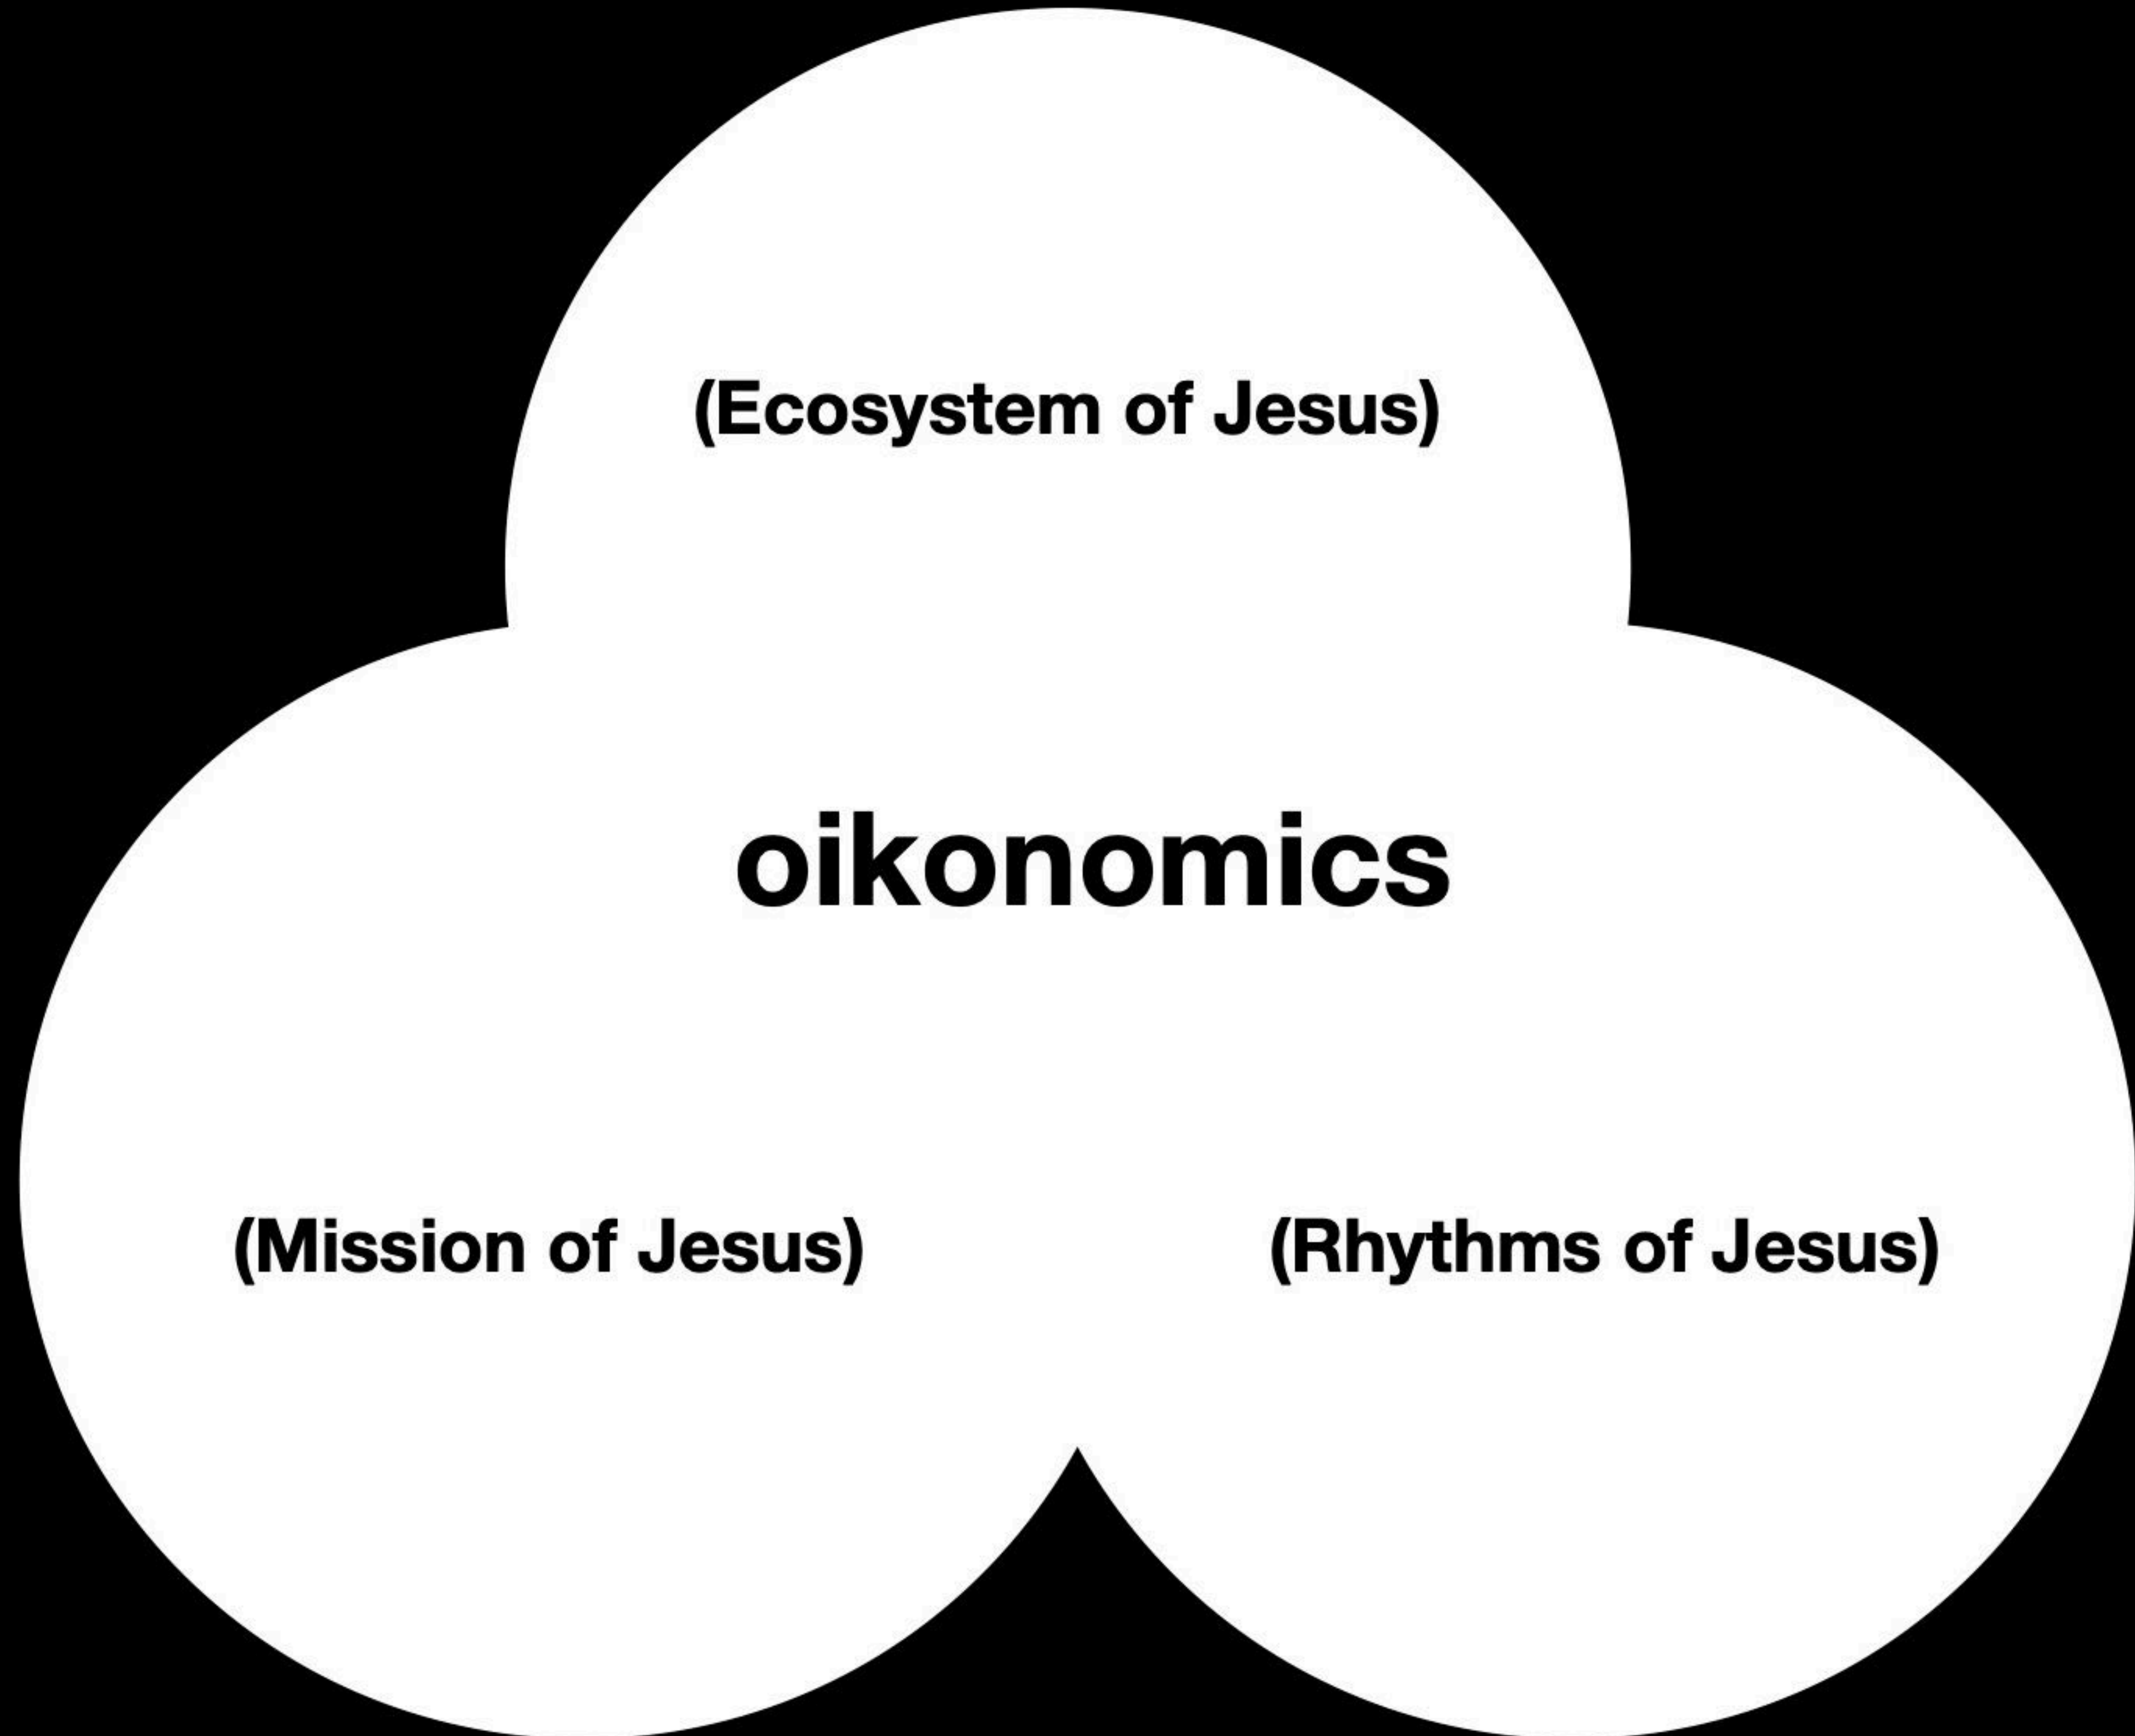 (Ecosystem of Jesus)
oikonomics
(Mission of Jesus)
(Rhythms of Jesus)